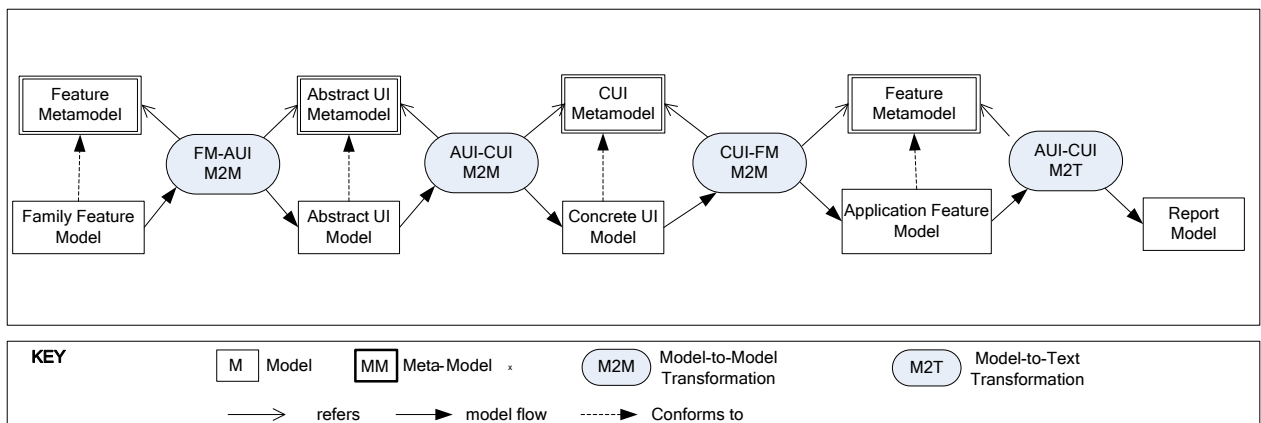 Feature
Metamodel
Abstract UI
Metamodel
CUI
Metamodel
Feature
Metamodel
FM-AUI
M2M
AUI-CUI
M2M
CUI-FM
M2M
AUI-CUI
M2T
Family Feature
Model
Abstract UI
Model
Concrete UI
Model
Application Feature
Model
Report
Model
KEY
M Model
MM Meta-Model x
M2M Model-to-Model
Transformation
M2T Model-to-Text
Transformation
refers
model flow
Conforms to